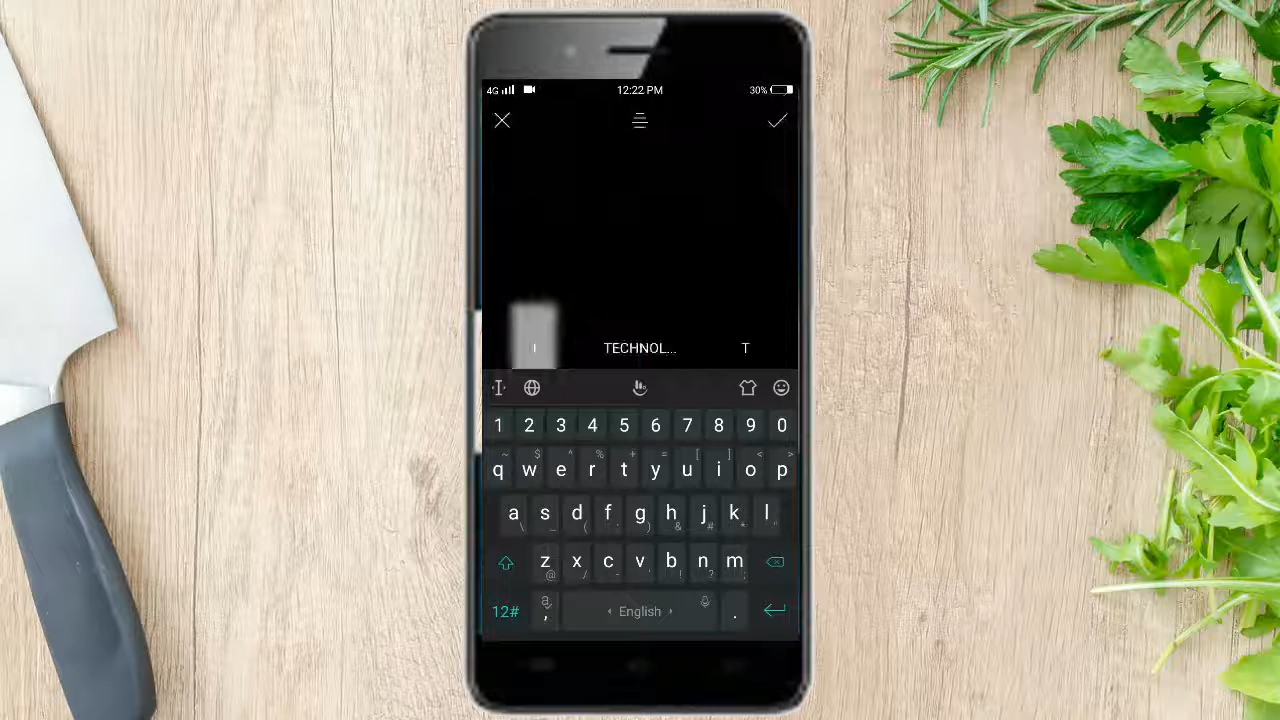 4G 12:22 PM 30%
I TECHNOL... T
1 2 3 4 5 6 7 8 9 0
~ $ ^ % + = [ ] < >
q w e r t y u i o p
a s d f g h j k l
\ _ ( ) & # * "
z x c v b n m
@ / - ' ! ? ;
12# a , English .